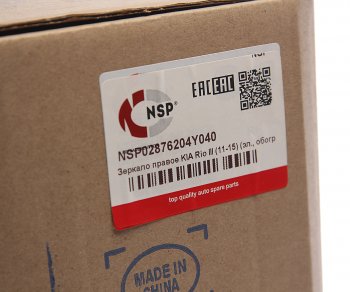 NSP®
EAC EAC
NSP02876204Y040
Зеркало правое KIA Rio III (11-15) (эл., обогр
top quality auto spare parts
MADE IN
CHINA